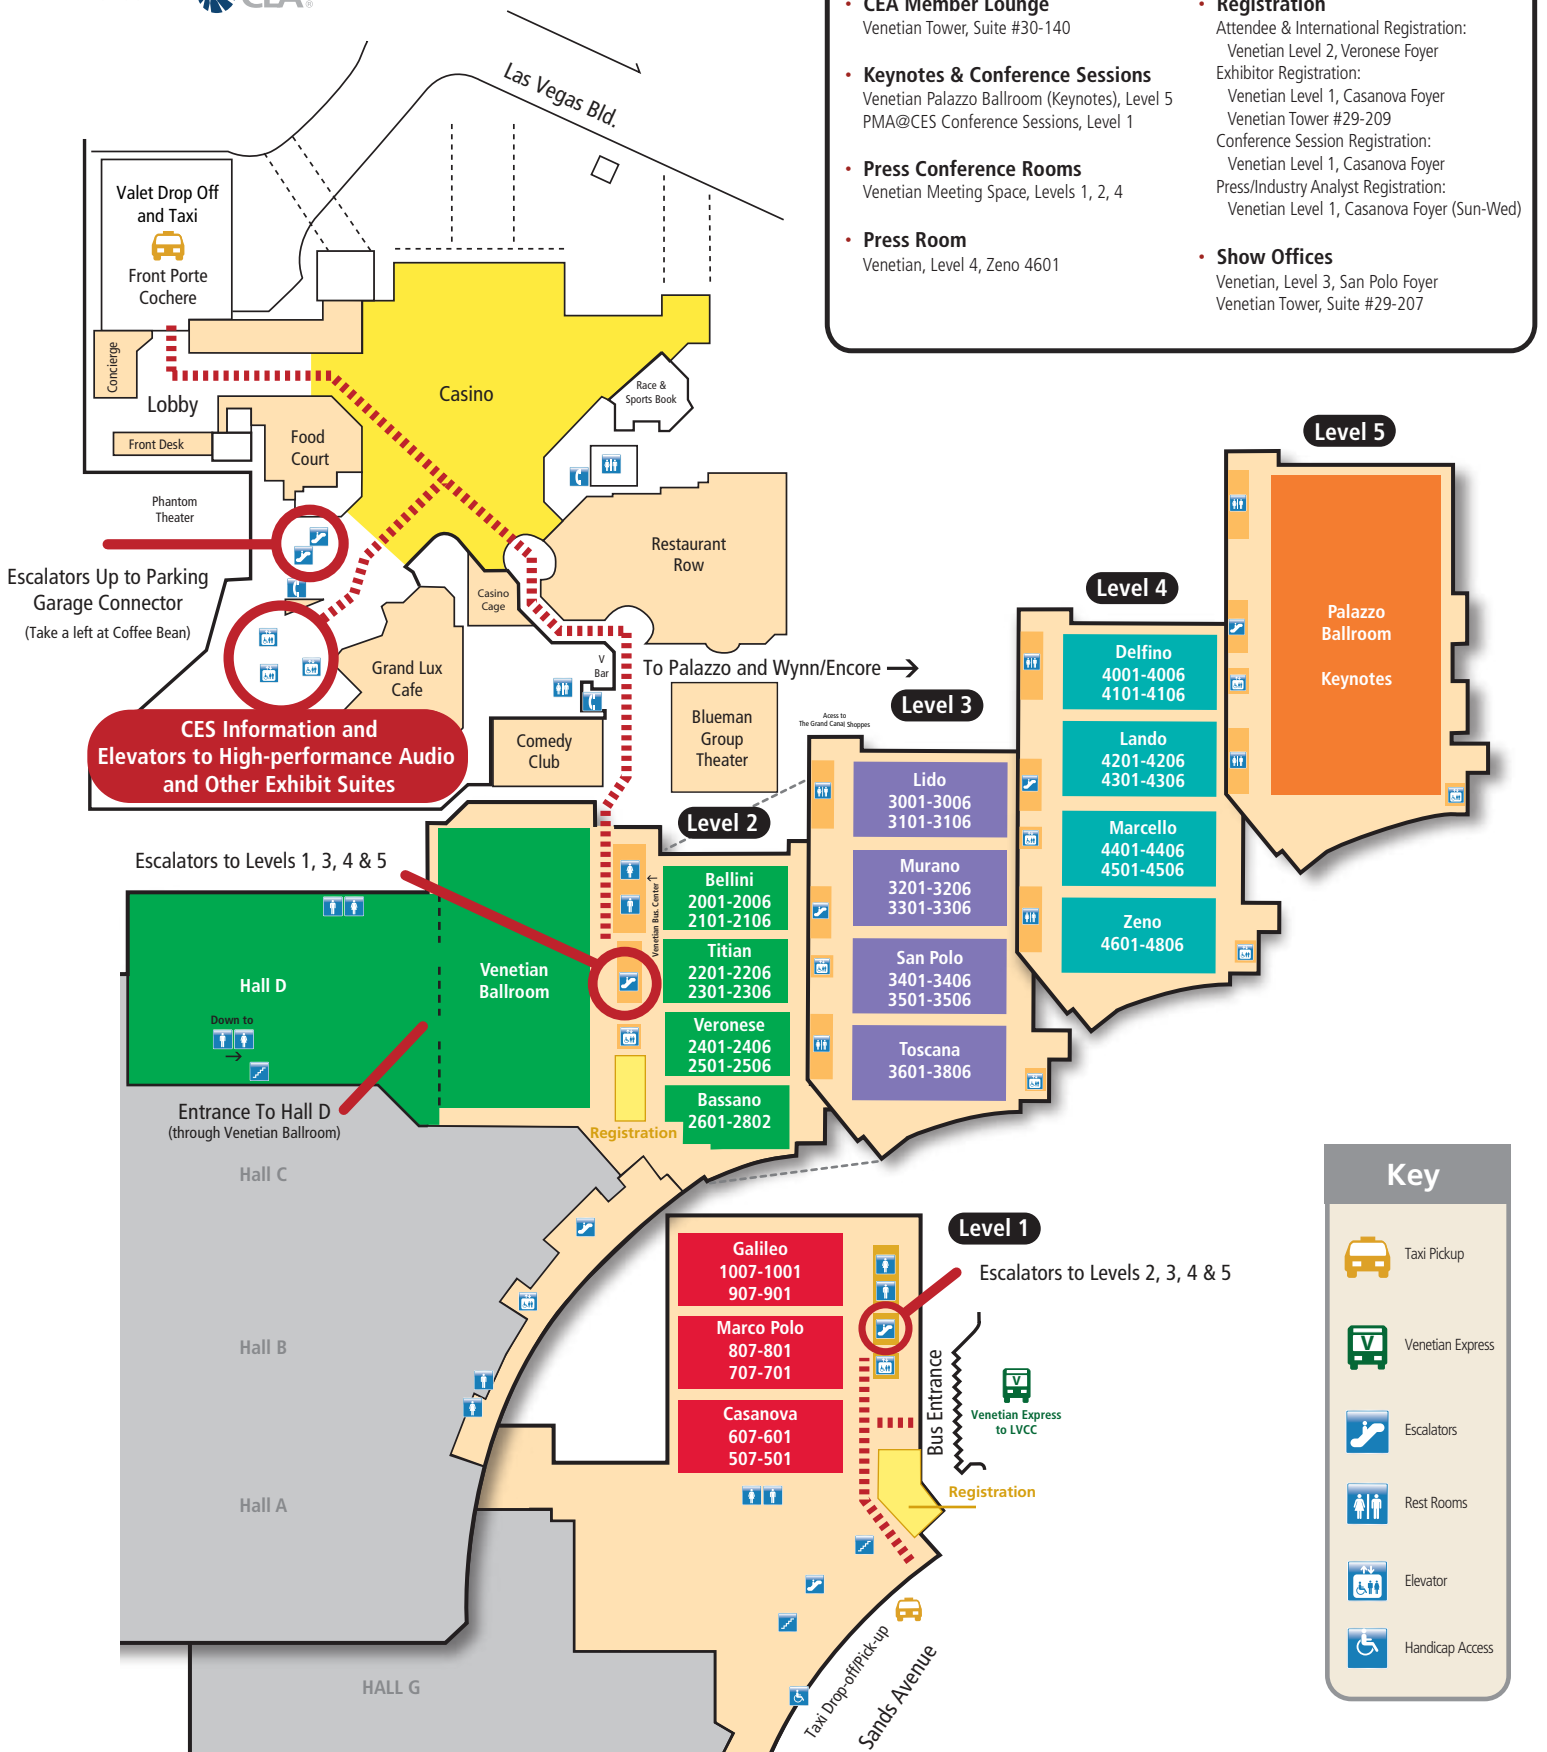 CEA®
• CEA Member Lounge
Venetian Tower, Suite #30-140
• Keynotes & Conference Sessions
Venetian Palazzo Ballroom (Keynotes), Level 5
PMA@CES Conference Sessions, Level 1
• Press Conference Rooms
Venetian Meeting Space, Levels 1, 2, 4
• Press Room
Venetian, Level 4, Zeno 4601
• Registration
Attendee & International Registration:
Venetian Level 2, Veronese Foyer
Exhibitor Registration:
Venetian Level 1, Casanova Foyer
Venetian Tower #29-209
Conference Session Registration:
Venetian Level 1, Casanova Foyer
Press/Industry Analyst Registration:
Venetian Level 1, Casanova Foyer (Sun-Wed)
• Show Offices
Venetian, Level 3, San Polo Foyer
Venetian Tower, Suite #29-207
Las Vegas Bld.
Valet Drop Off
and Taxi
Front Porte
Cochere
Concierge
Lobby
Front Desk
Food
Court
Casino
Race &
Sports Book
Phantom
Theater
Escalators Up to Parking
Garage Connector
(Take a left at Coffee Bean)
Restaurant
Row
Casino
Cage
Grand Lux
Cafe
V
Bar
To Palazzo and Wynn/Encore →
CES Information and
Elevators to High-performance Audio
and Other Exhibit Suites
Comedy
Club
Blueman
Group
Theater
Acess to
The Grand Canal Shoppes
Level 5
Palazzo
Ballroom
Keynotes
Level 4
Delfino
4001-4006
4101-4106
Lando
4201-4206
4301-4306
Marcello
4401-4406
4501-4506
Zeno
4601-4806
Level 3
Lido
3001-3006
3101-3106
Murano
3201-3206
3301-3306
San Polo
3401-3406
3501-3506
Toscana
3601-3806
Level 2
Escalators to Levels 1, 3, 4 & 5
Venetian Bus. Center →
Bellini
2001-2006
2101-2106
Titian
2201-2206
2301-2306
Veronese
2401-2406
2501-2506
Bassano
2601-2802
Registration
Venetian
Ballroom
Hall D
Down to
→
Entrance To Hall D
(through Venetian Ballroom)
Hall C
Hall B
Hall A
HALL G
Level 1
Galileo
1007-1001
907-901
Marco Polo
807-801
707-701
Casanova
607-601
507-501
Escalators to Levels 2, 3, 4 & 5
Bus Entrance
V
Venetian Express
to LVCC
Registration
Taxi Drop-off/Pick-up
Sands Avenue
Key
Taxi Pickup
V
Venetian Express
Escalators
Rest Rooms
Elevator
Handicap Access